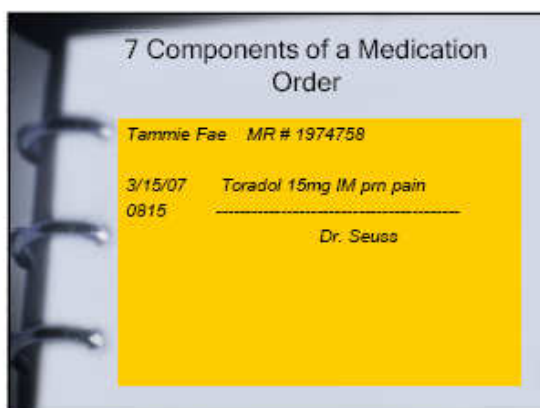 7 Components of a Medication
Order
Tammie Fae MR # 1974758
3/15/07 Toradol 15mg IM prn pain
0815 ------------------------------------------
Dr. Seuss